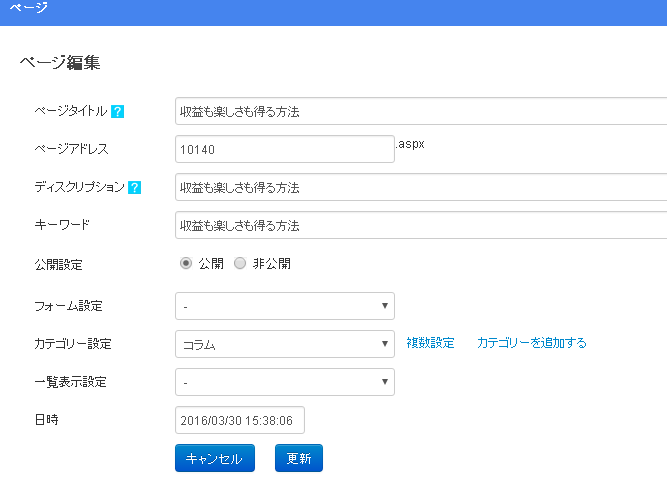 ページ
ページ編集
ページタイトル ? 収益も楽しさも得る方法
ページアドレス 10140 .aspx
ディスクリプション ? 収益も楽しさも得る方法
キーワード 収益も楽しさも得る方法
公開設定 公開 非公開
フォーム設定 -
カテゴリー設定 コラム 複数設定 カテゴリーを追加する
一覧表示設定 -
日時 2016/03/30 15:38:06
キャンセル 更新